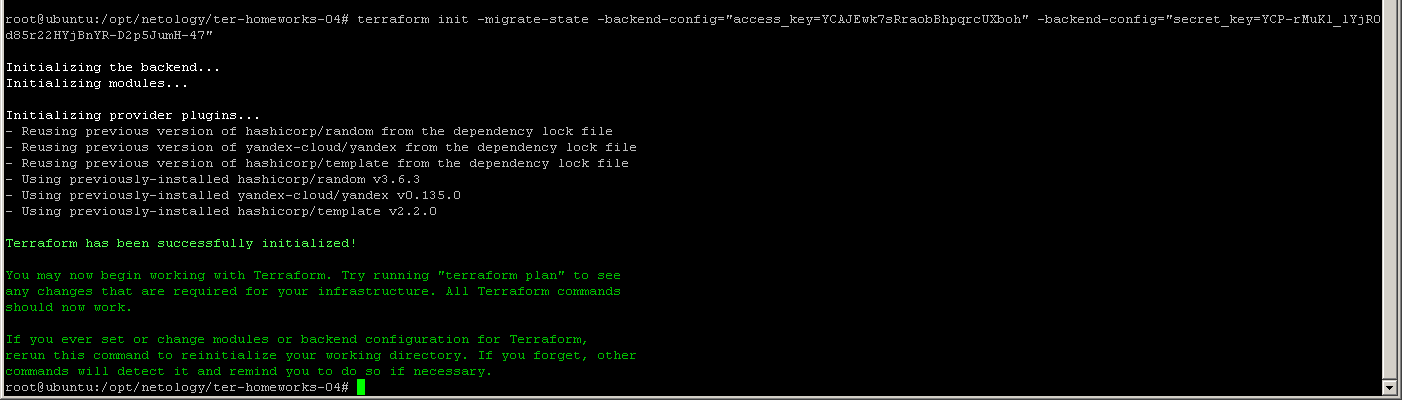 root@ubuntu:/opt/netology/ter-homeworks-04# terraform init -migrate-state -backend-config="access_key=YCAJEwk7sRraobBhpqrcUXboh" -backend-config="secret_key=YCP-rMuKl_lYjRO
d85r22HYjBnYR-D2p5JumH-47"
Initializing the backend...
Initializing modules...
Initializing provider plugins...
- Reusing previous version of hashicorp/random from the dependency lock file
- Reusing previous version of yandex-cloud/yandex from the dependency lock file
- Reusing previous version of hashicorp/template from the dependency lock file
- Using previously-installed hashicorp/random v3.6.3
- Using previously-installed yandex-cloud/yandex v0.135.0
- Using previously-installed hashicorp/template v2.2.0
Terraform has been successfully initialized!
You may now begin working with Terraform. Try running "terraform plan" to see
any changes that are required for your infrastructure. All Terraform commands
should now work.
If you ever set or change modules or backend configuration for Terraform,
rerun this command to reinitialize your working directory. If you forget, other
commands will detect it and remind you to do so if necessary.
root@ubuntu:/opt/netology/ter-homeworks-04#